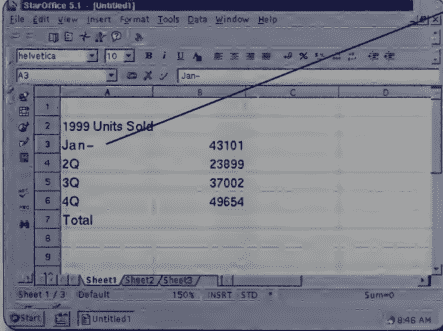 StarOffice 5.1 - [Untitled1]
File Edit View Insert Format Tools Data Window Help
helvetica 10 B i U A
A3 Jan-
A B C D
1
2 1999 Units Sold
3 Jan- 43101
4 2Q 23899
5 3Q 37002
6 4Q 49654
7 Total
8
9
Sheet1 Sheet2 Sheet3
Sheet 1 / 3 Default 150% INSRT STD * Sum=0
Start Untitled1 8:46 AM